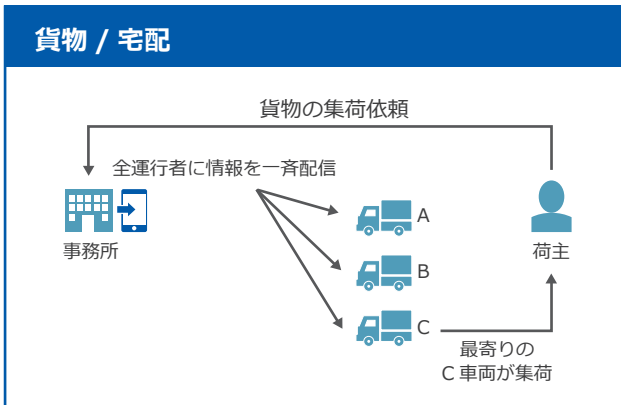 貨物 / 宅配
貨物の集荷依頼
全運行者に情報を一斉配信
A
事務所
荷主
B
C
最寄りの
C 車両が集荷